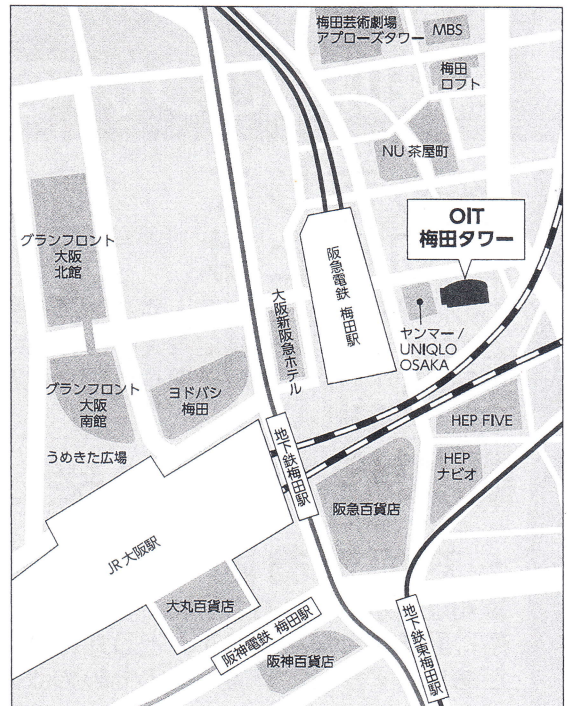 梅田芸術劇場
アプローズタワー
MBS
梅田
ロフト
NU 茶屋町
OIT
梅田タワー
グランフロント
大阪
北館
阪急電鉄 梅田駅
大阪新阪急ホテル
ヤンマー /
UNIQLO
OSAKA
グランフロント
大阪
南館
ヨドバシ
梅田
HEP FIVE
うめきた広場
地下鉄梅田駅
HEP
ナビオ
阪急百貨店
JR 大阪駅
大丸百貨店
阪神電鉄 梅田駅
地下鉄東梅田駅
阪神百貨店